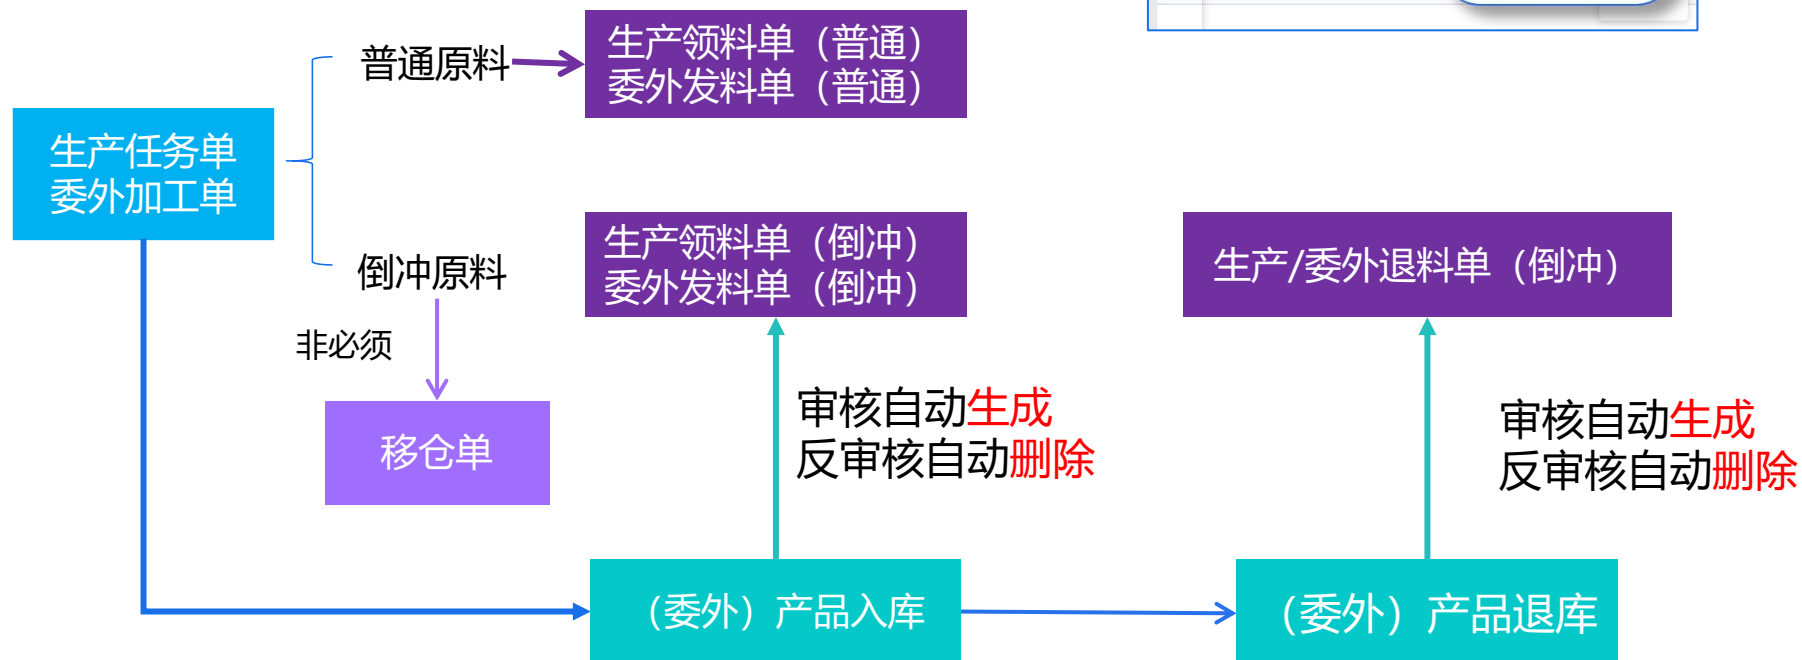 普通原料
生产领料单（普通）
委外发料单（普通）
生产任务单
委外加工单
倒冲原料
生产领料单（倒冲）
委外发料单（倒冲）
生产/委外退料单（倒冲）
非必须
移仓单
审核自动生成
反审核自动删除
审核自动生成
反审核自动删除
（委外）产品入库
（委外）产品退库